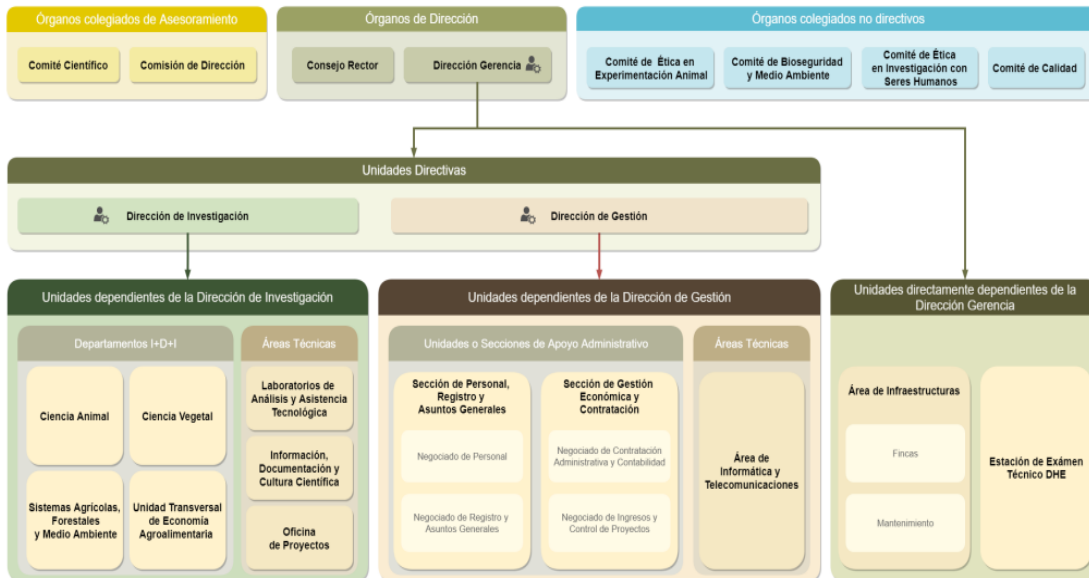 Órganos colegiados de Asesoramiento
Comité Científico
Comisión de Dirección
Órganos de Dirección
Consejo Rector
Dirección Gerencia
Órganos colegiados no directivos
Comité de Ética en
Experimentación Animal
Comité de Bioseguridad
y Medio Ambiente
Comité de Ética
en Investigación con
Seres Humanos
Comité de Calidad
Unidades Directivas
Dirección de Investigación
Dirección de Gestión
Unidades dependientes de la Dirección de Investigación
Departamentos I+D+I
Ciencia Animal
Ciencia Vegetal
Sistemas Agrícolas,
Forestales
y Medio Ambiente
Unidad Transversal
de Economía
Agroalimentaria
Áreas Técnicas
Laboratorios de
Análisis y Asistencia
Tecnológica
Información,
Documentación y
Cultura Científica
Oficina
de Proyectos
Unidades dependientes de la Dirección de Gestión
Unidades o Secciones de Apoyo Administrativo
Sección de Personal,
Registro y
Asuntos Generales
Negociado de Personal
Negociado de Registro y
Asuntos Generales
Sección de Gestión
Económica y
Contratación
Negociado de Contratación
Administrativa y Contabilidad
Negociado de Ingresos y
Control de Proyectos
Áreas Técnicas
Área de
Informática y
Telecomunicaciones
Unidades directamente dependientes de la
Dirección Gerencia
Área de Infraestructuras
Fincas
Mantenimiento
Estación de Exámen
Técnico DHE